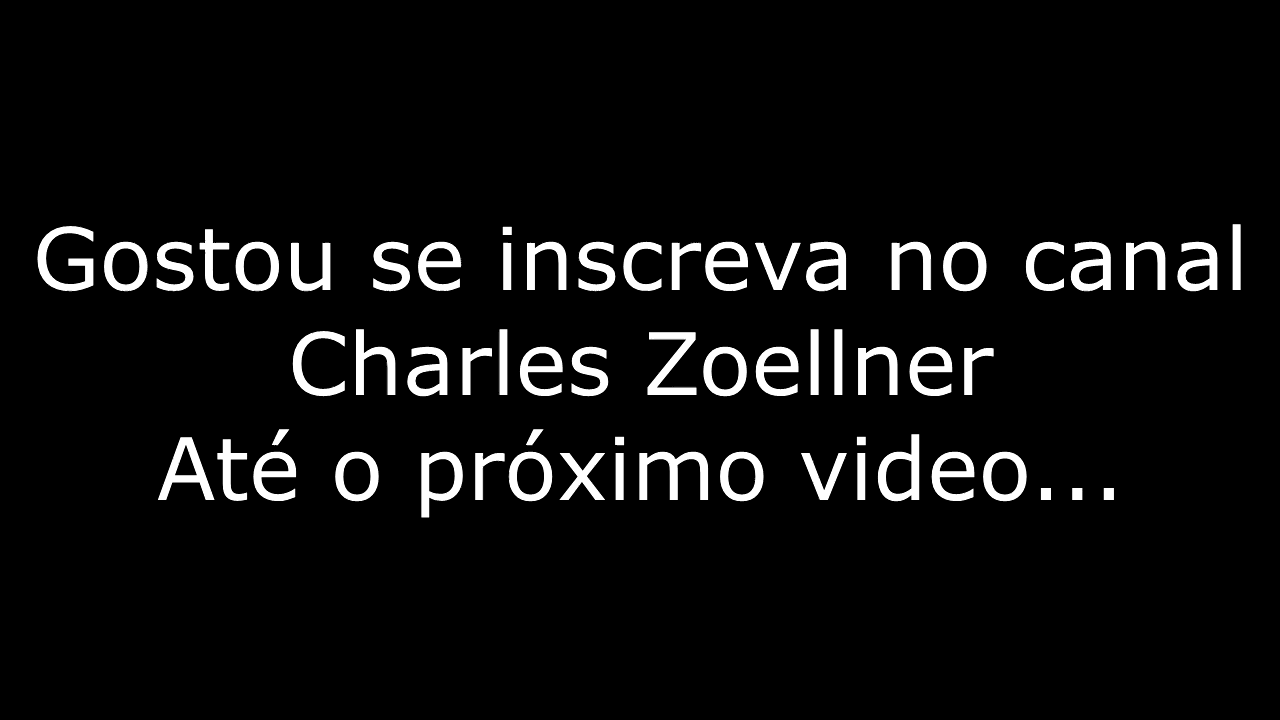 Gostou se inscreva no canal
Charles Zoellner
Até o próximo video...